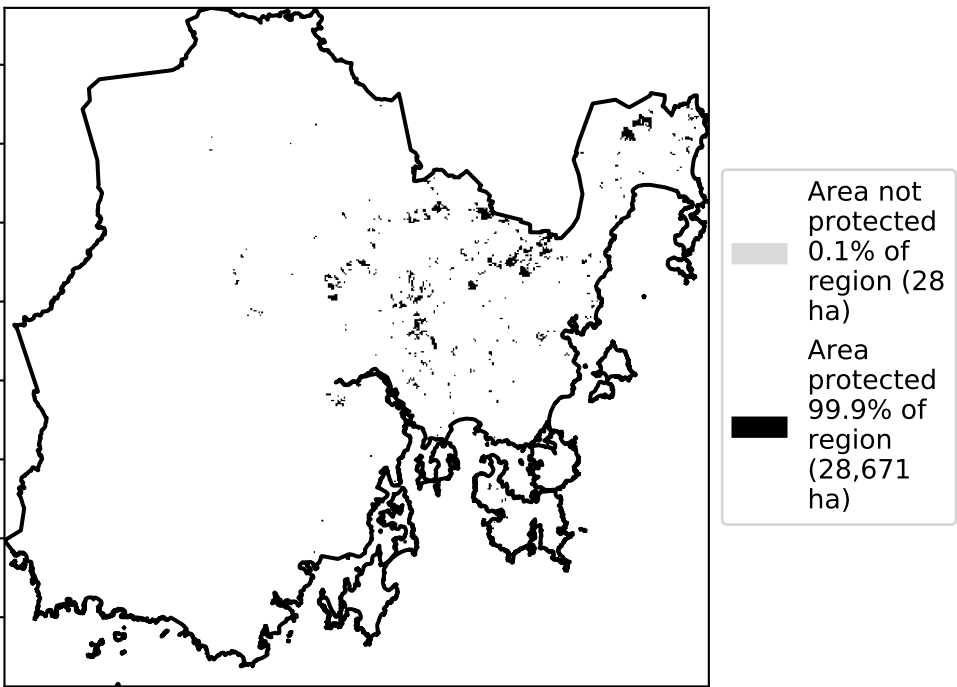 Area not
protected
0.1% of
region (28
ha)
Area
protected
99.9% of
region
(28,671
ha)